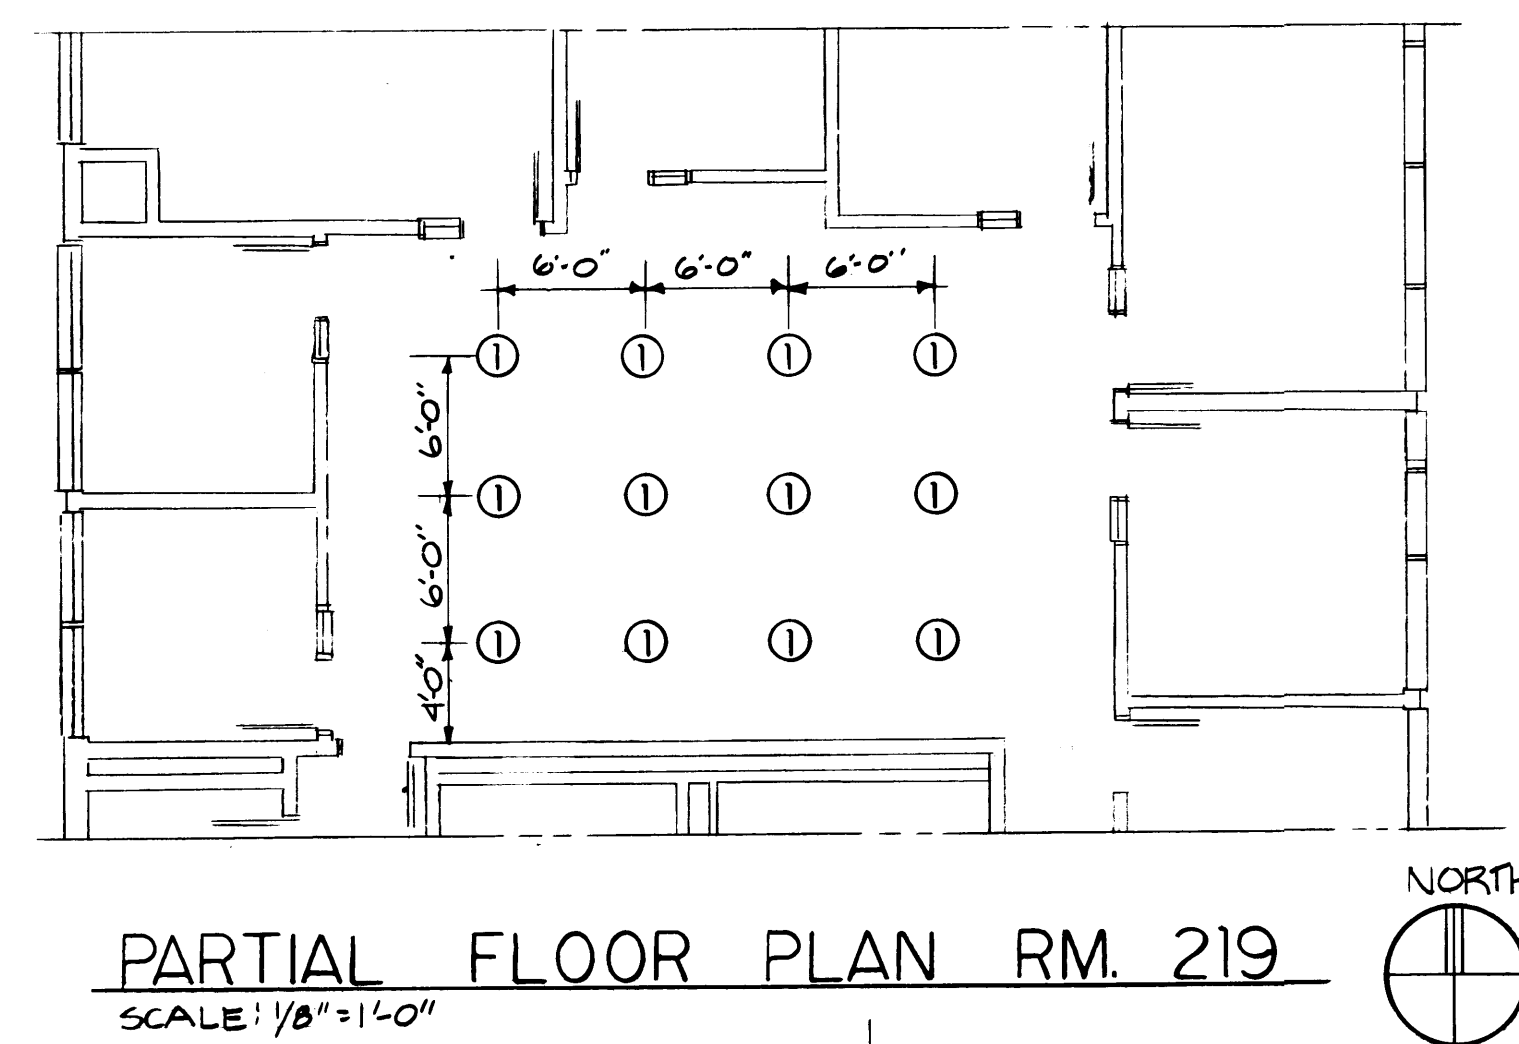 6'-0" 6'-0" 6'-0"
1 1 1 1
6'-0"
1 1 1 1
6'-0"
1 1 1 1
4'-0"
NORTH
PARTIAL FLOOR PLAN RM. 219
SCALE: 1/8"=1'-0"